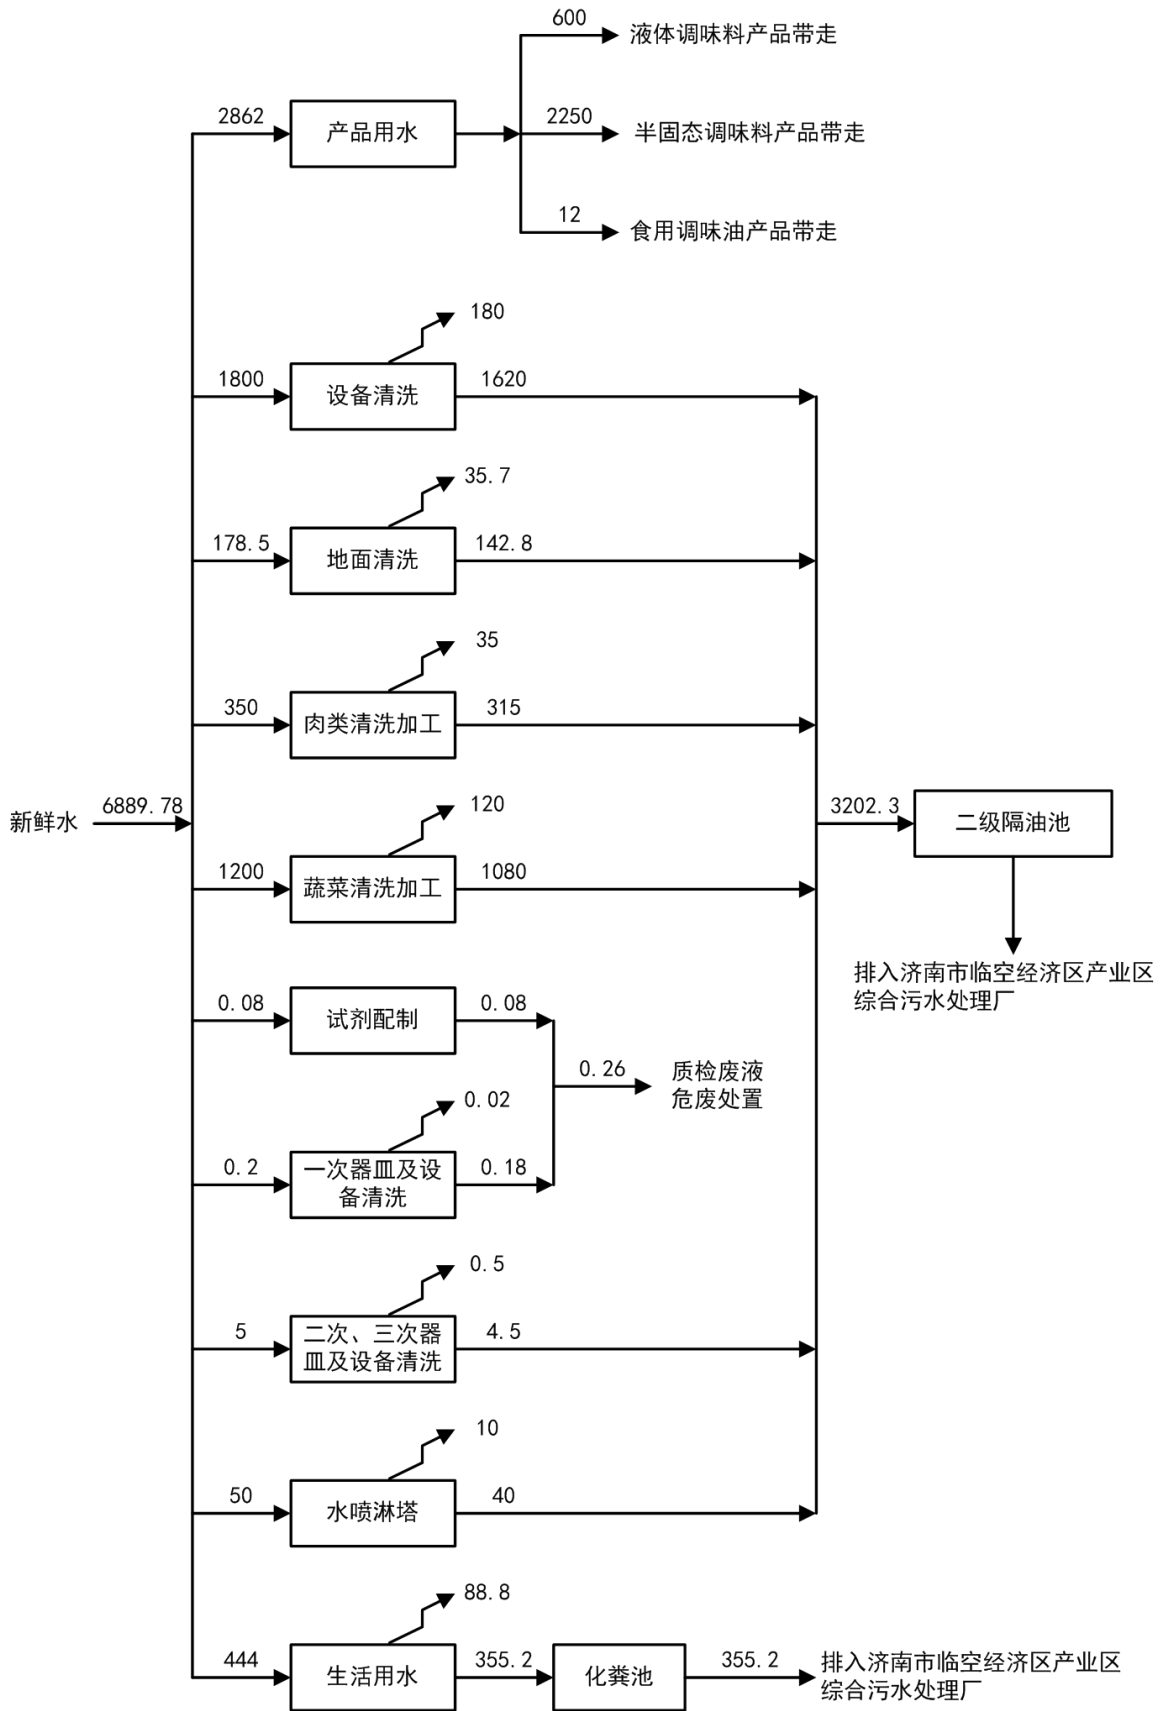 600
液体调味料产品带走
2862
产品用水
2250
半固态调味料产品带走
12
食用调味油产品带走
180
1800
设备清洗
1620
35.7
178.5
地面清洗
142.8
35
350
肉类清洗加工
315
新鲜水
6889.78
120
1200
蔬菜清洗加工
1080
3202.3
二级隔油池
排入济南市临空经济区产业区
综合污水处理厂
0.08
试剂配制
0.08
0.26
质检废液
危废处置
0.02
0.2
一次器皿及设
备清洗
0.18
0.5
5
二次、三次器
皿及设备清洗
4.5
10
50
水喷淋塔
40
88.8
444
生活用水
355.2
化粪池
355.2
排入济南市临空经济区产业区
综合污水处理厂